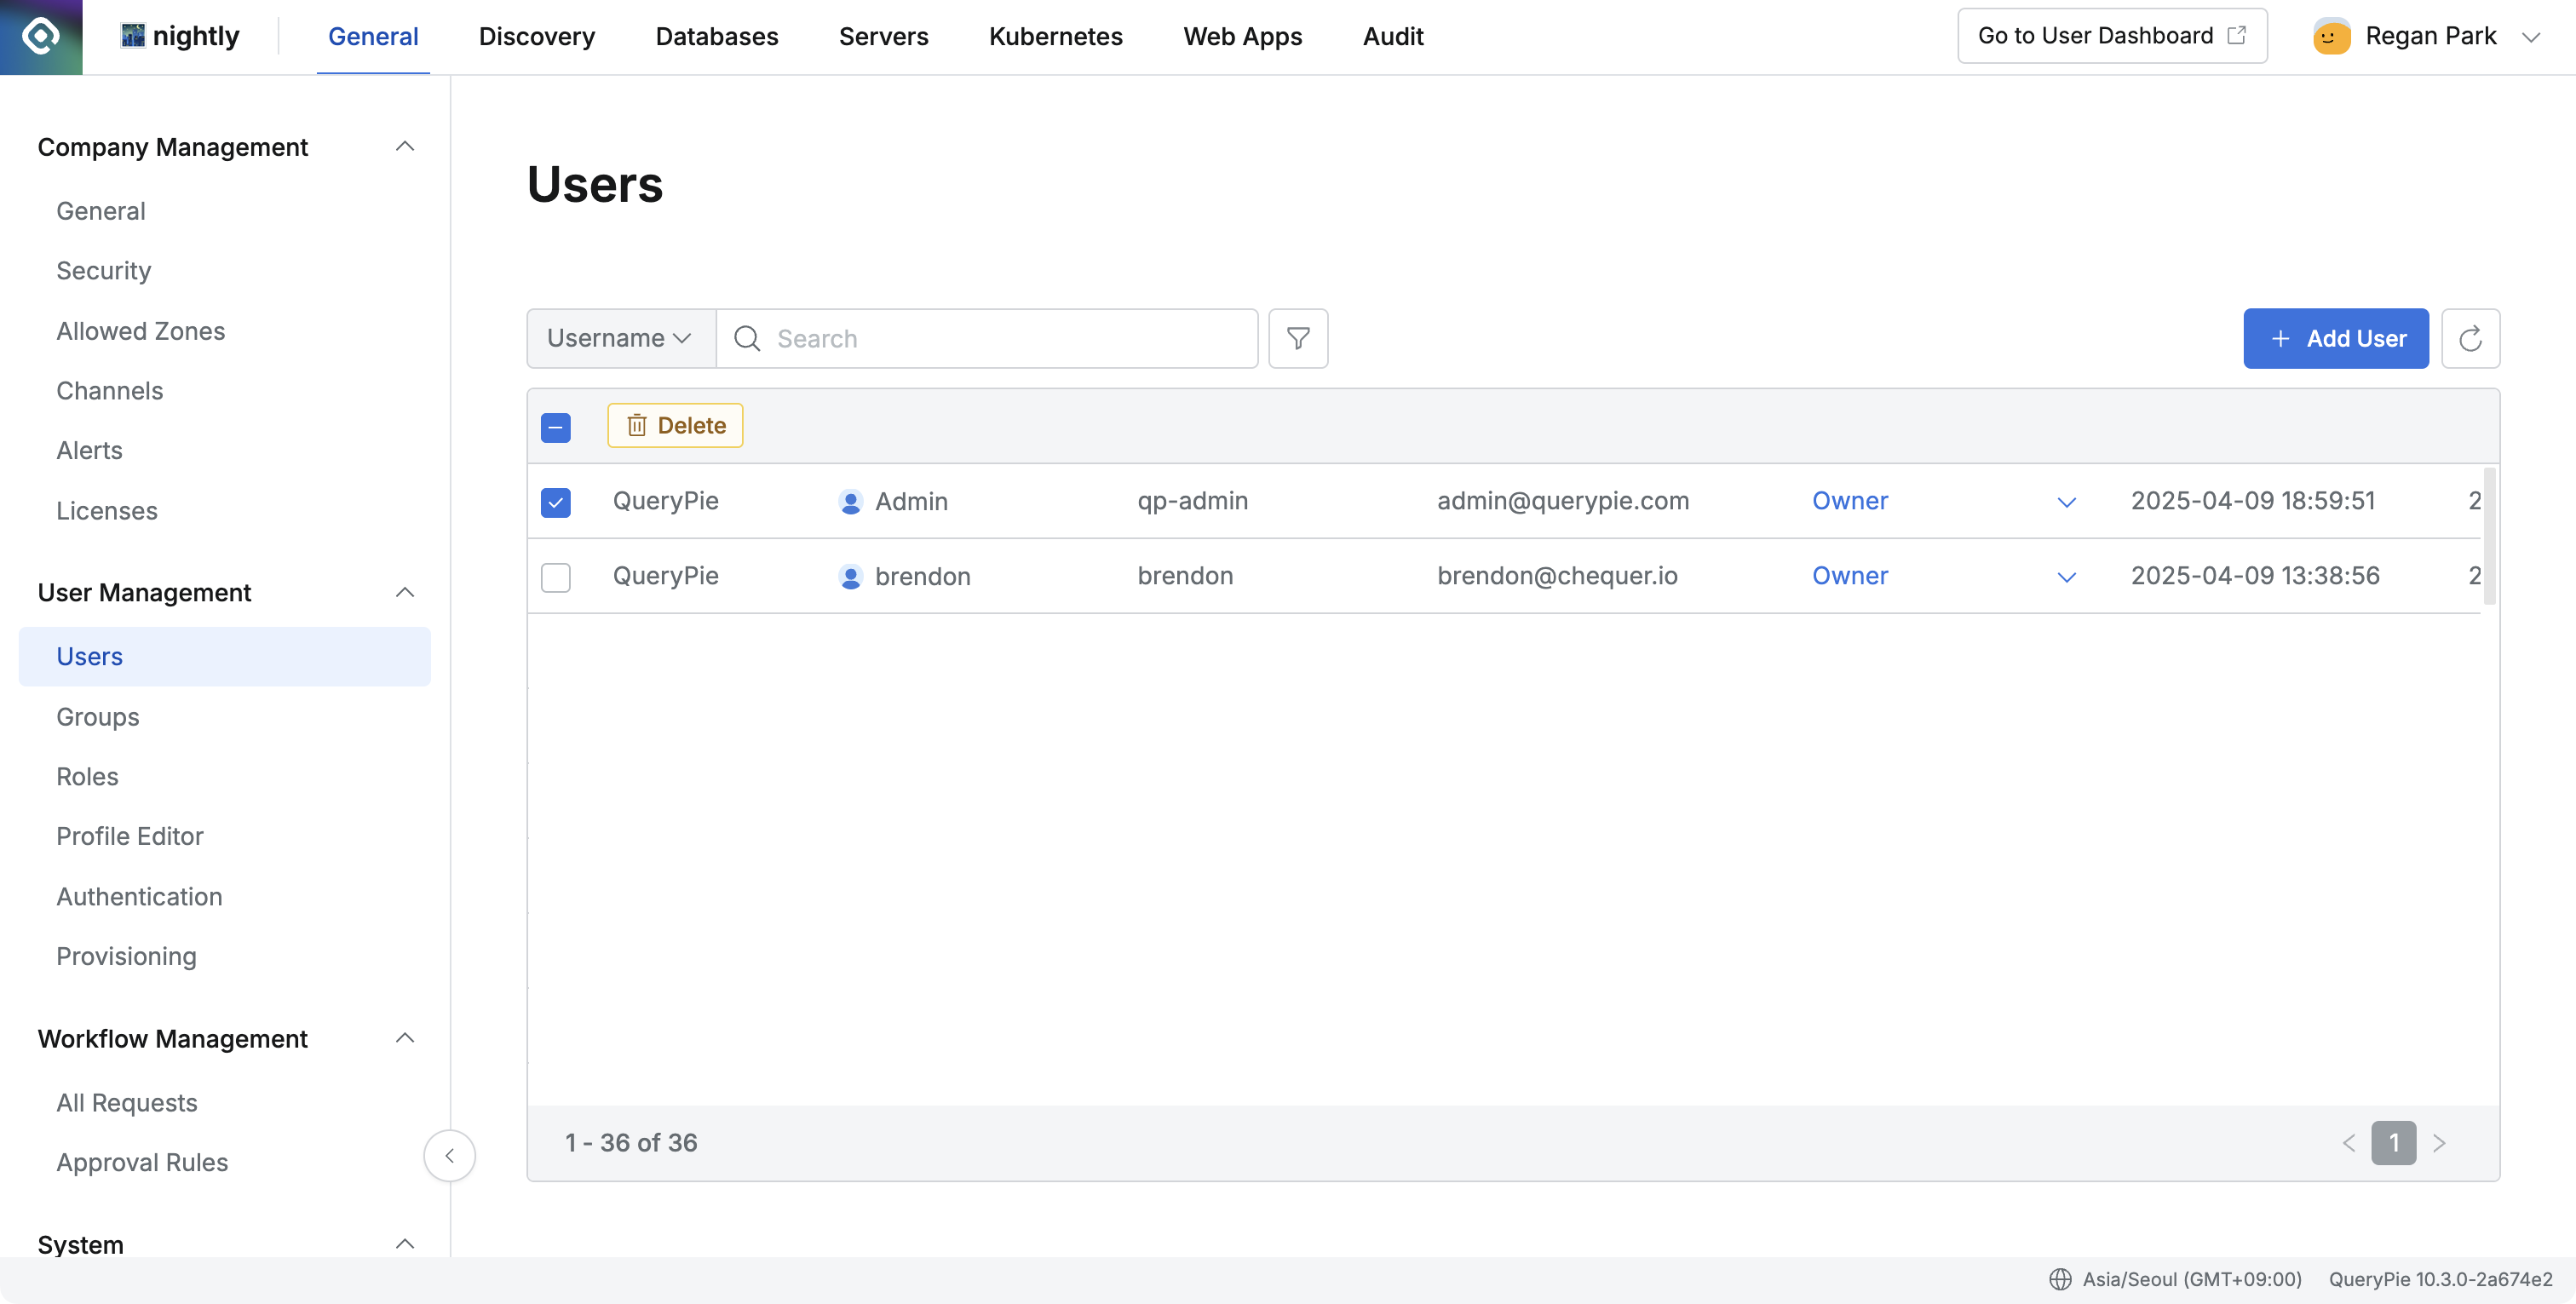 nightly
General
Discovery
Databases
Servers
Kubernetes
Web Apps
Audit
Go to User Dashboard
Regan Park
Company Management
General
Security
Allowed Zones
Channels
Alerts
Licenses
User Management
Users
Groups
Roles
Profile Editor
Authentication
Provisioning
Workflow Management
All Requests
Approval Rules
System
Users
Username
Search
+ Add User
Delete
QueryPie Admin qp-admin admin@querypie.com Owner 2025-04-09 18:59:51 2
QueryPie brendon brendon brendon@chequer.io Owner 2025-04-09 13:38:56 2
1 - 36 of 36
1
Asia/Seoul (GMT+09:00) QueryPie 10.3.0-2a674e2